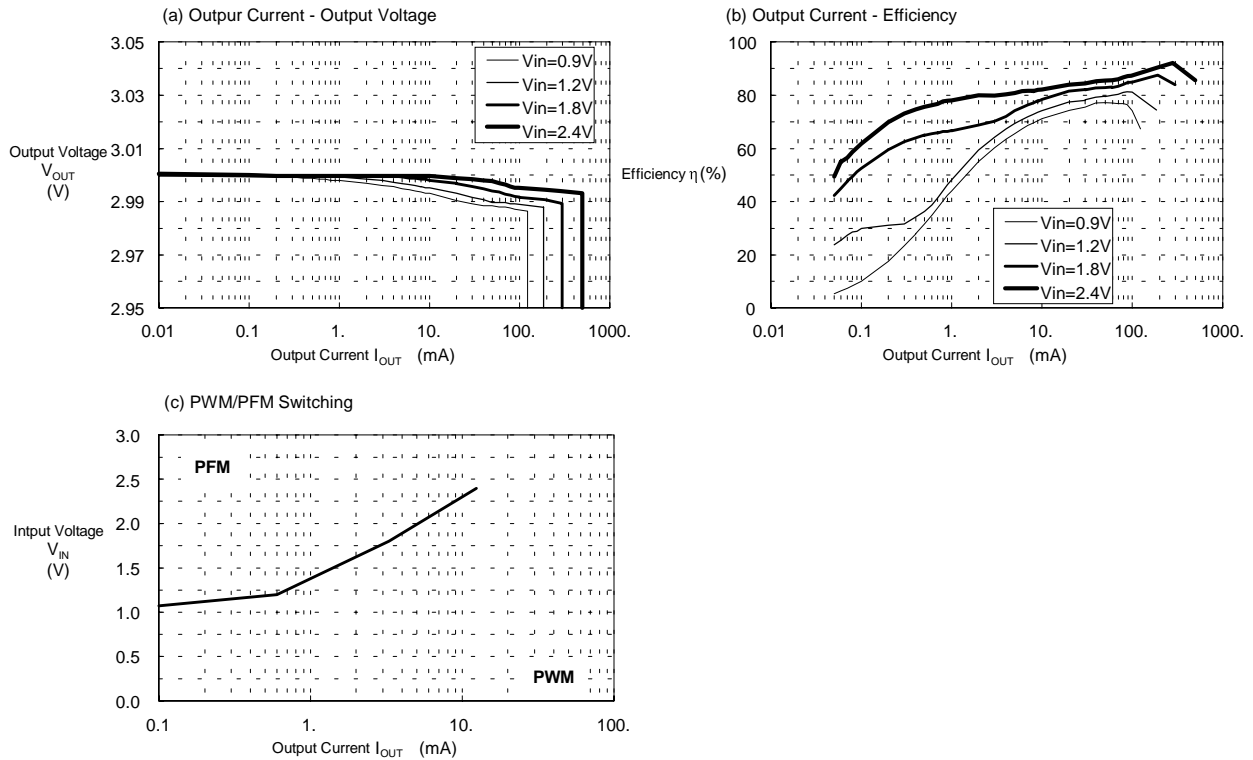 (a) Output Current - Output Voltage
3.05
3.03
3.01
2.99
2.97
2.95
Output Voltage
VOUT
(V)
Vin=0.9V
Vin=1.2V
Vin=1.8V
Vin=2.4V
0.01 0.1 1. 10. 100. 1000.
Output Current IOUT (mA)
(b) Output Current - Efficiency
100
80
60
40
20
0
Efficiency η(%)
Vin=0.9V
Vin=1.2V
Vin=1.8V
Vin=2.4V
0.01 0.1 1. 10. 100. 1000.
Output Current IOUT (mA)
(c) PWM/PFM Switching
3.0
2.5
2.0
1.5
1.0
0.5
0.0
Intput Voltage
VIN
(V)
PFM
PWM
0.1 1. 10. 100.
Output Current IOUT (mA)